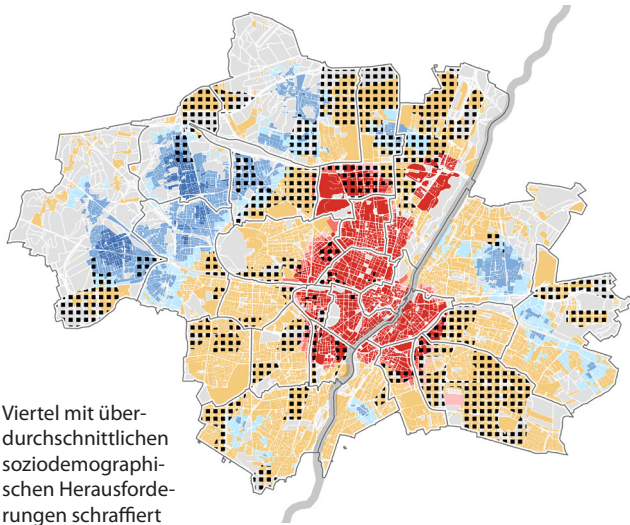 Viertel mit über-
durchschnittlichen
soziodemographi-
schen Herausforde-
rungen schraffiert